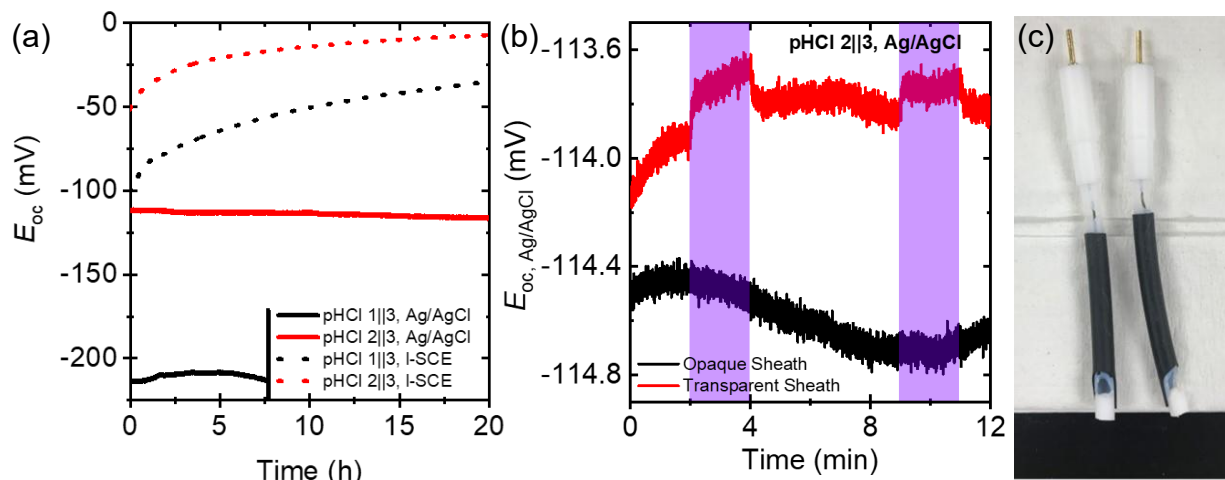 (a)
0
-50
-100
-150
-200
E_oc (mV)
pHCl 1||3, Ag/AgCl
pHCl 2||3, Ag/AgCl
pHCl 1||3, l-SCE
pHCl 2||3, l-SCE
0 5 10 15 20
Time (h)
(b)
-113.6
-114.0
-114.4
-114.8
E_oc, Ag/AgCl (mV)
pHCl 2||3, Ag/AgCl
Opaque Sheath
Transparent Sheath
0 4 8 12
Time (min)
(c)